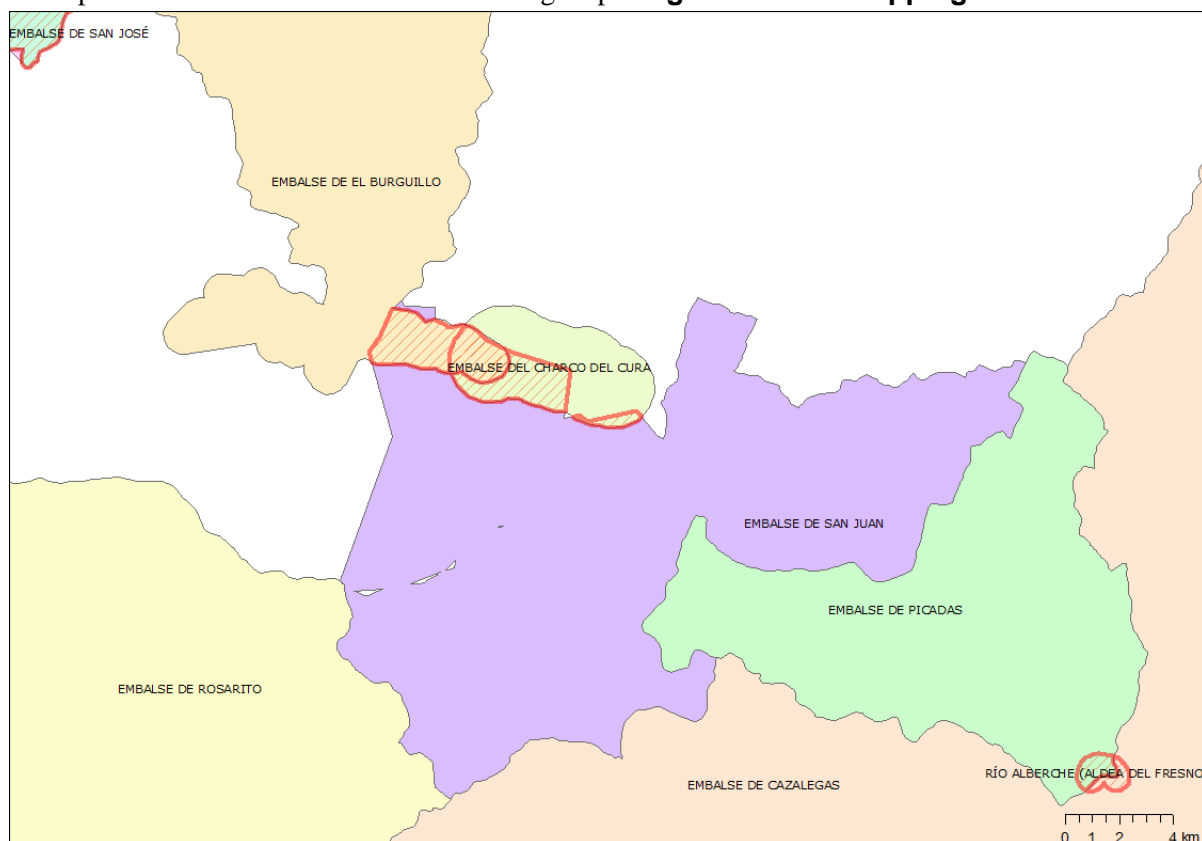 EMBALSE DE SAN JOSÉ
EMBALSE DE EL BURGUILLO
EMBALSE DEL CHARCO DEL CURA
EMBALSE DE SAN JUAN
EMBALSE DE PICADAS
EMBALSE DE ROSARITO
RÍO ALBERCHE (ALDEA DEL FRESNO
EMBALSE DE CAZALEGAS
0 1 2 4 km